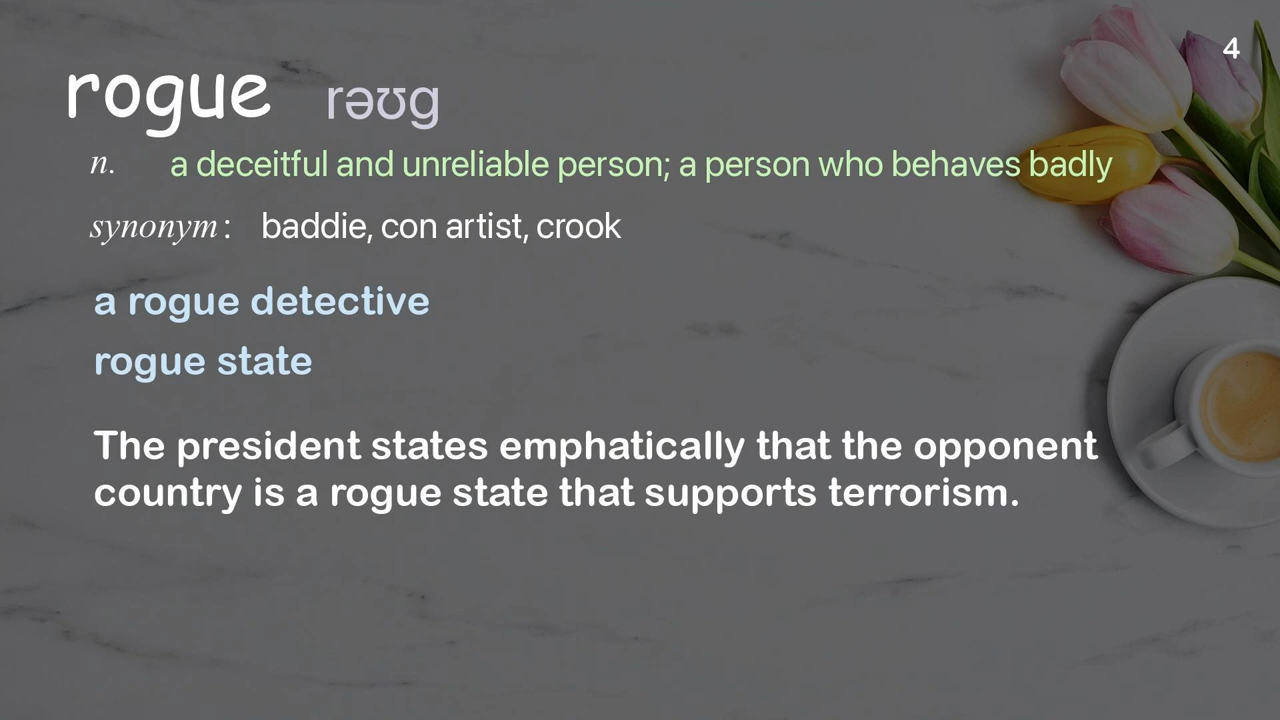 4
rogue rəʊg
n. a deceitful and unreliable person; a person who behaves badly
synonym: baddie, con artist, crook
a rogue detective
rogue state
The president states emphatically that the opponent
country is a rogue state that supports terrorism.